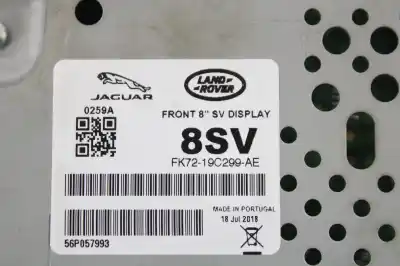 JAGUAR
LAND ROVER
0259A
FRONT 8" SV DISPLAY
8SV
FK72-19C299-AE
MADE IN PORTUGAL
18 Jul 2018
56P057993